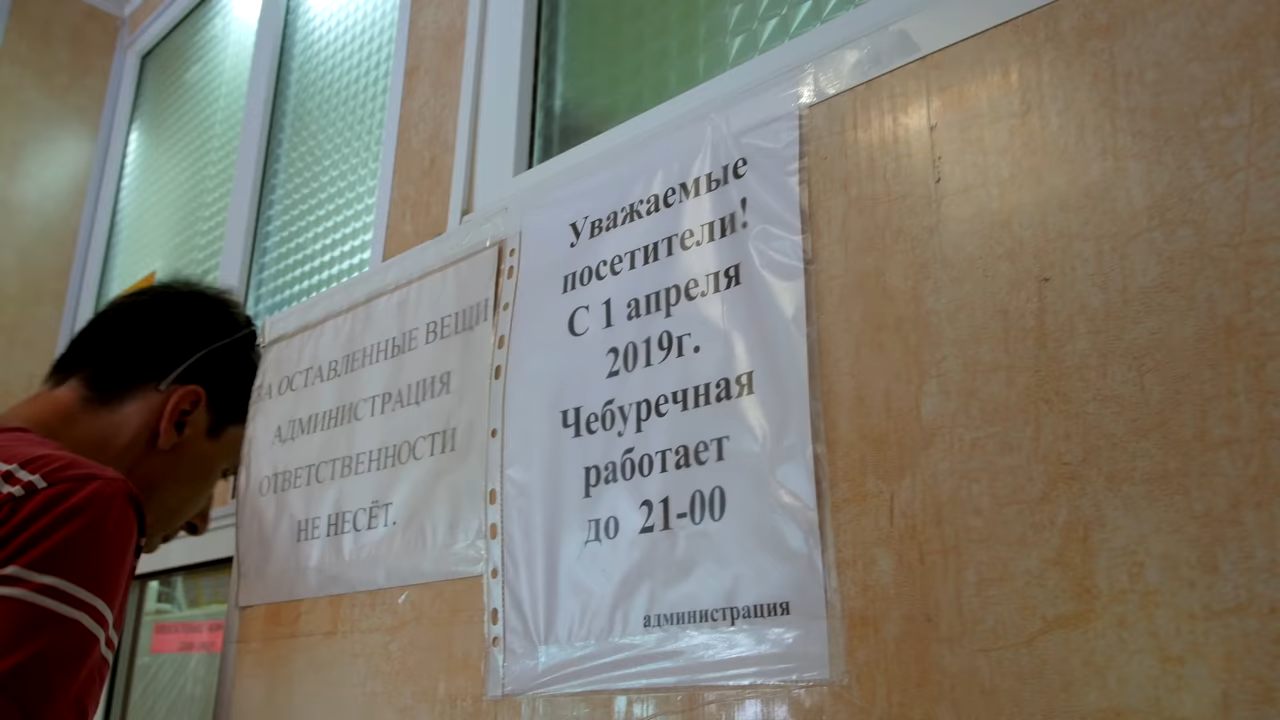 ЗА ОСТАВЛЕННЫЕ ВЕЩИ
АДМИНИСТРАЦИЯ
ОТВЕТСТВЕННОСТИ
НЕ НЕСЁТ.
Уважаемые
посетители!
С 1 апреля
2019г.
Чебуречная
работает
до 21-00
администрация